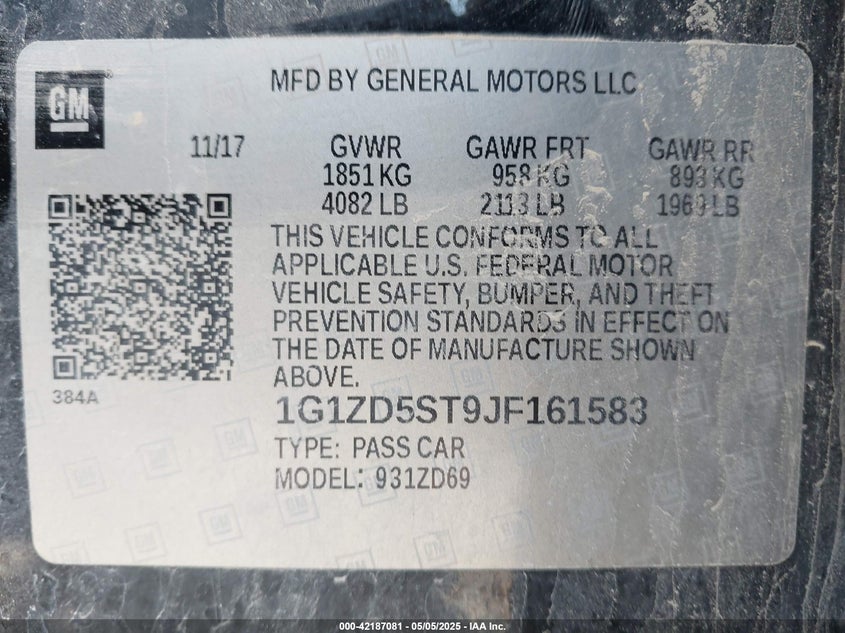 GM
MFD BY GENERAL MOTORS LLC
11/17 GVWR GAWR FRT GAWR RR
1851 KG 958 KG 893 KG
4082 LB 2113 LB 1969 LB
THIS VEHICLE CONFORMS TO ALL
APPLICABLE U.S. FEDERAL MOTOR
VEHICLE SAFETY, BUMPER, AND THEFT
PREVENTION STANDARDS IN EFFECT ON
THE DATE OF MANUFACTURE SHOWN
ABOVE.
384A
1G1ZD5ST9JF161583
TYPE: PASS CAR
MODEL: 931ZD69
000-42187081 - 05/05/2025 - IAA Inc.